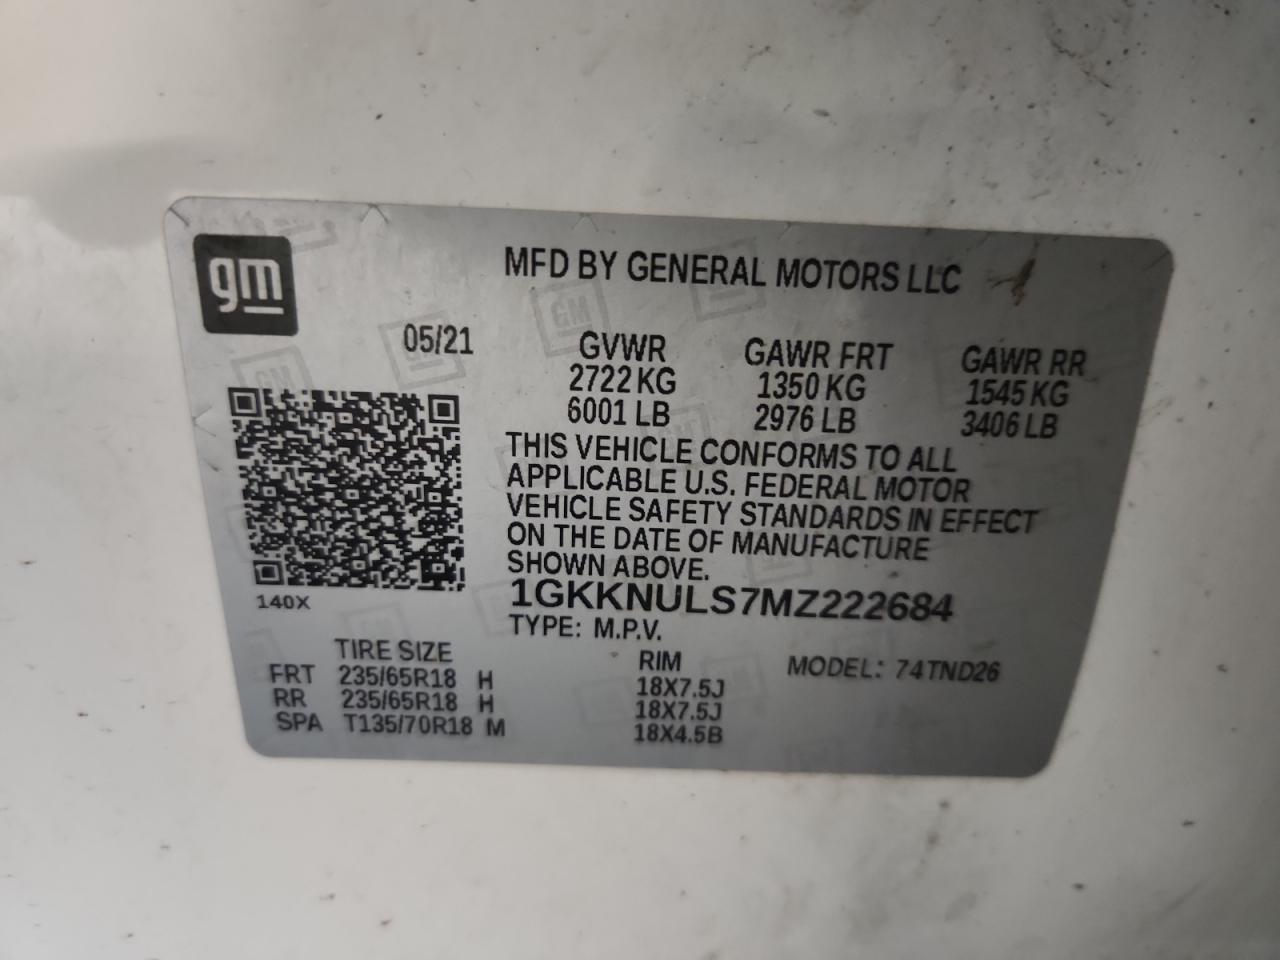 gm
MFD BY GENERAL MOTORS LLC
05/21 GVWR GAWR FRT GAWR RR
2722 KG 1350 KG 1545 KG
6001 LB 2976 LB 3406 LB
THIS VEHICLE CONFORMS TO ALL
APPLICABLE U.S. FEDERAL MOTOR
VEHICLE SAFETY STANDARDS IN EFFECT
ON THE DATE OF MANUFACTURE
SHOWN ABOVE.
1GKKNULS7MZ222684
140X
TYPE: M.P.V.
TIRE SIZE RIM MODEL: 74TND26
FRT 235/65R18 H 18X7.5J
RR 235/65R18 H 18X7.5J
SPA T135/70R18 M 18X4.5B